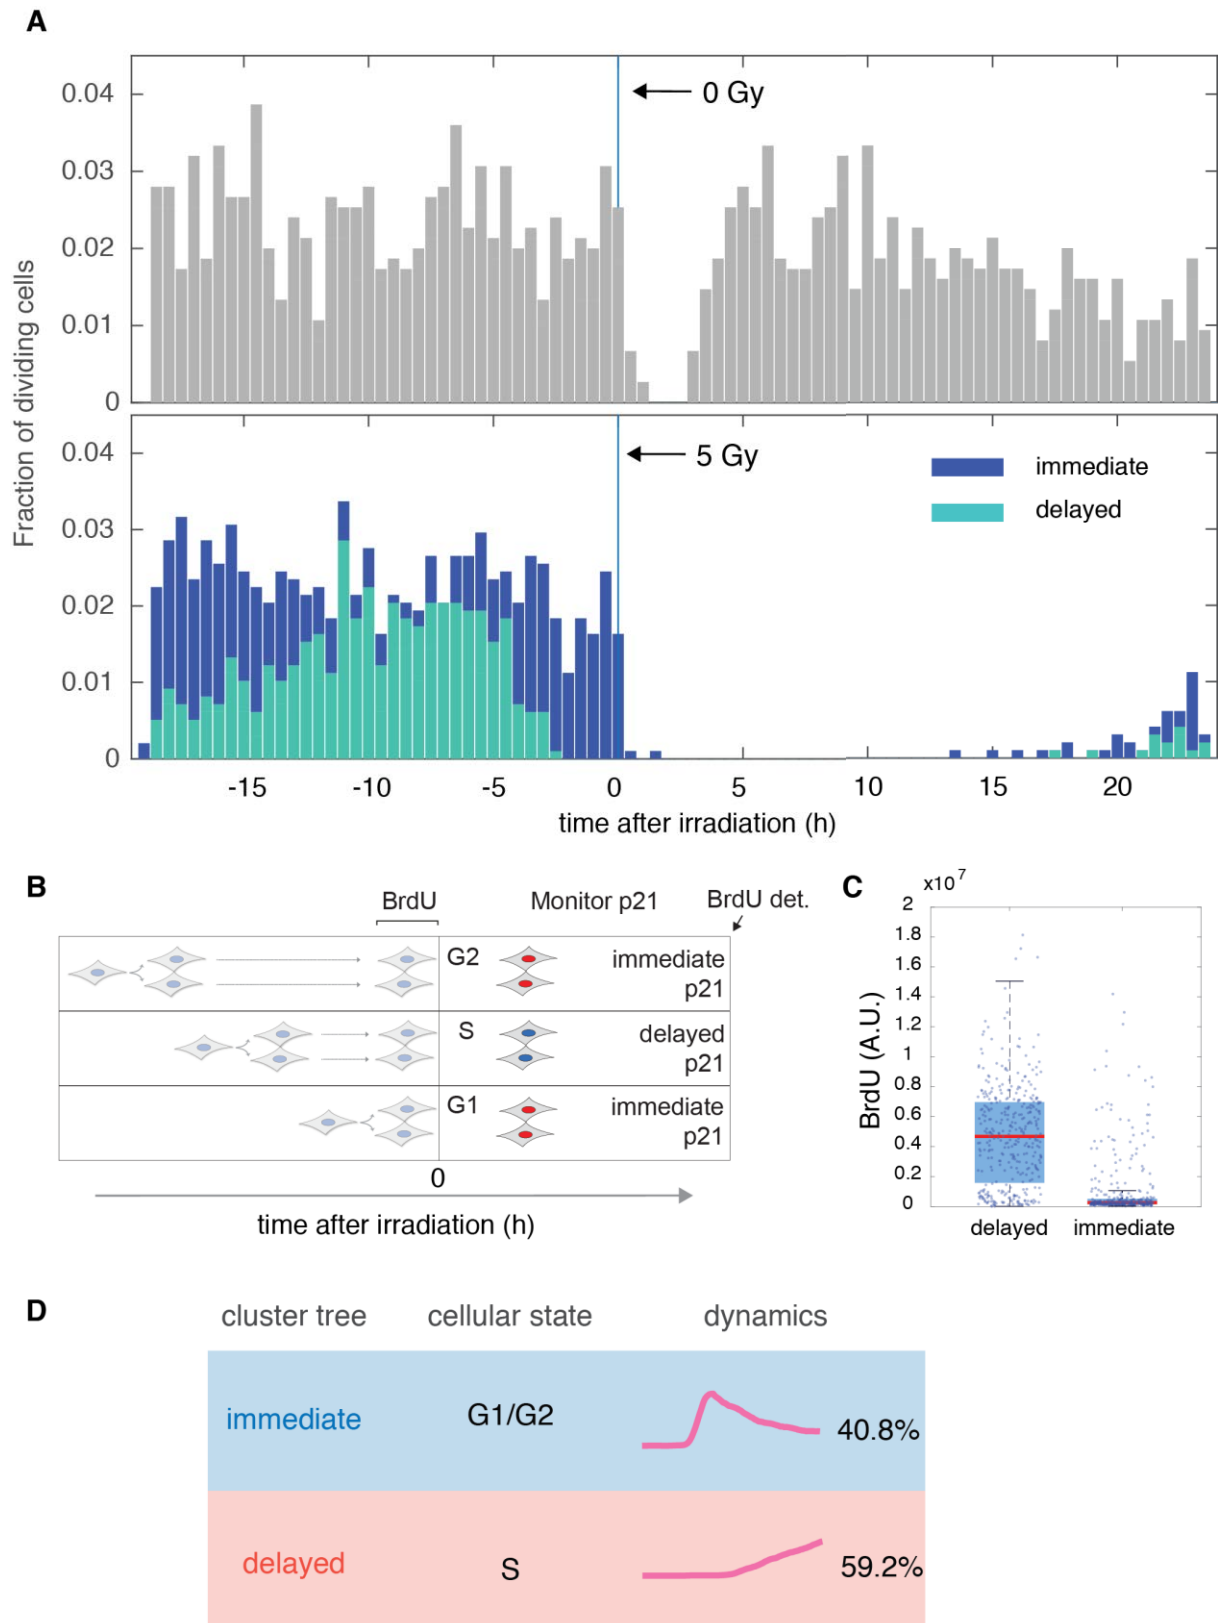 A
0 Gy
0.04
0.03
0.02
0.01
0
Fraction of dividing cells
5 Gy
immediate
delayed
0.04
0.03
0.02
0.01
0
-15 -10 -5 0 5 10 15 20
time after irradiation (h)
B
BrdU Monitor p21 BrdU det.
G2 immediate
p21
S delayed
p21
G1 immediate
p21
0
time after irradiation (h)
C
x10 7
2
1.8
1.6
1.4
1.2
1
0.8
0.6
0.4
0.2
0
BrdU (A.U.)
delayed immediate
D
cluster tree cellular state dynamics
immediate G1/G2 40.8%
delayed S 59.2%